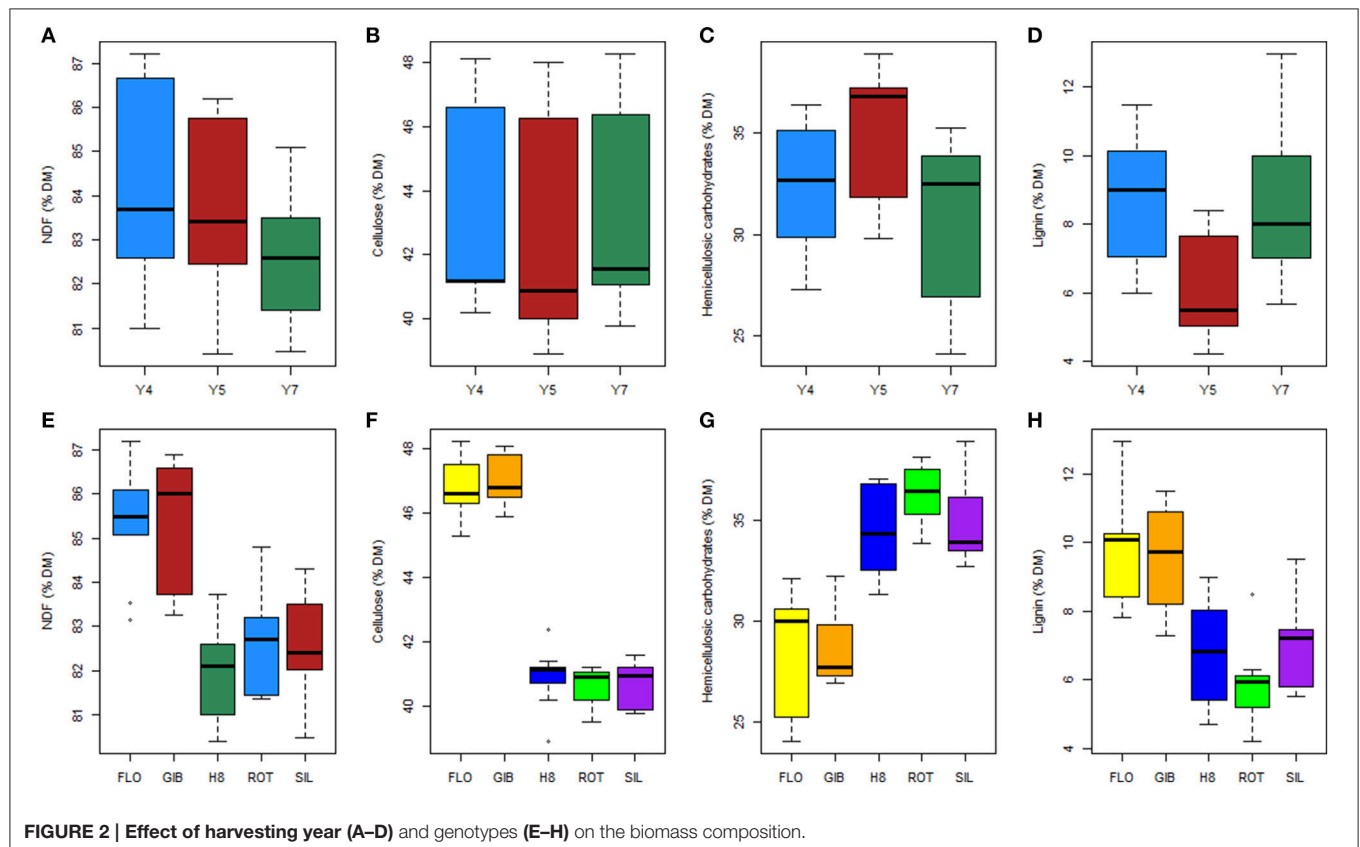 A
B
C
D
NDF (% DM)
87
86
85
84
83
82
81
Y4
Y5
Y7
Cellulose (% DM)
48
46
44
42
40
Y4
Y5
Y7
Hemicellulosic carbohydrates (% DM)
35
30
25
Y4
Y5
Y7
Lignin (% DM)
12
10
8
6
4
Y4
Y5
Y7
E
F
G
H
NDF (% DM)
87
86
85
84
83
82
81
FLO
GIB
H8
ROT
SIL
Cellulose (% DM)
48
46
44
42
40
FLO
GIB
H8
ROT
SIL
Hemicellulosic carbohydrates (% DM)
35
30
25
FLO
GIB
H8
ROT
SIL
Lignin (% DM)
12
10
8
6
4
FLO
GIB
H8
ROT
SIL
FIGURE 2 | Effect of harvesting year (A–D) and genotypes (E–H) on the biomass composition.